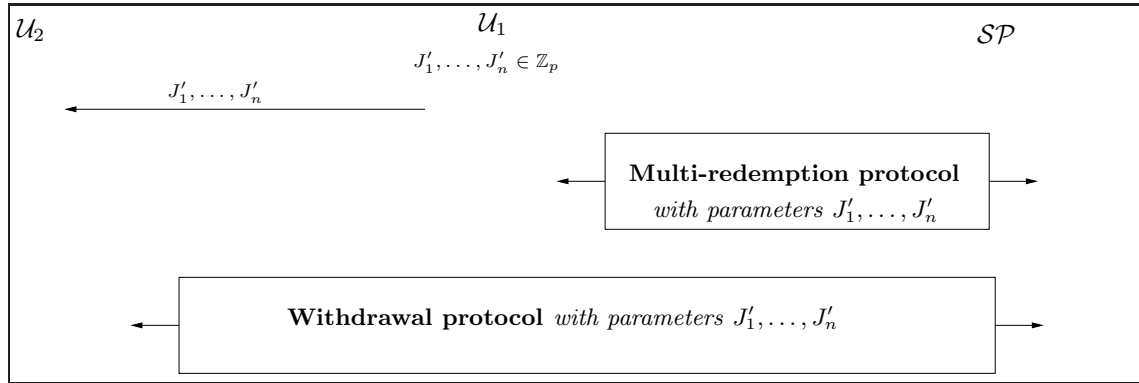 𝒰₂ 𝒰₁ 𝒮𝒫
J′₁, . . . , J′ₙ ∈ ℤₚ
J′₁, . . . , J′ₙ
Multi-redemption protocol
with parameters J′₁, . . . , J′ₙ
Withdrawal protocol with parameters J′₁, . . . , J′ₙ